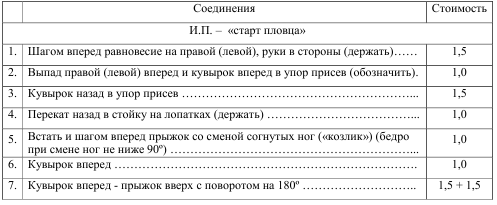 Соединения Стоимость
И.П. – «старт пловца»
1. Шагом вперед равновесие на правой (левой), руки в стороны (держать)…… 1,5
2. Выпад правой (левой) вперед и кувырок вперед в упор присев (обозначить). 1,0
3. Кувырок назад в упор присев ………………………………………... 1,5
4. Перекат назад в стойку на лопатках (держать) ………………………... 1,0
5. Встать и шагом вперед прыжок со сменой согнутых ног («козлик») (бедро
при смене ног не ниже 90º) ………………………………………... 1,0
6. Кувырок вперед ………………………………………………... 1,0
7. Кувырок вперед - прыжок вверх с поворотом на 180º …………………….. 1,5 + 1,5